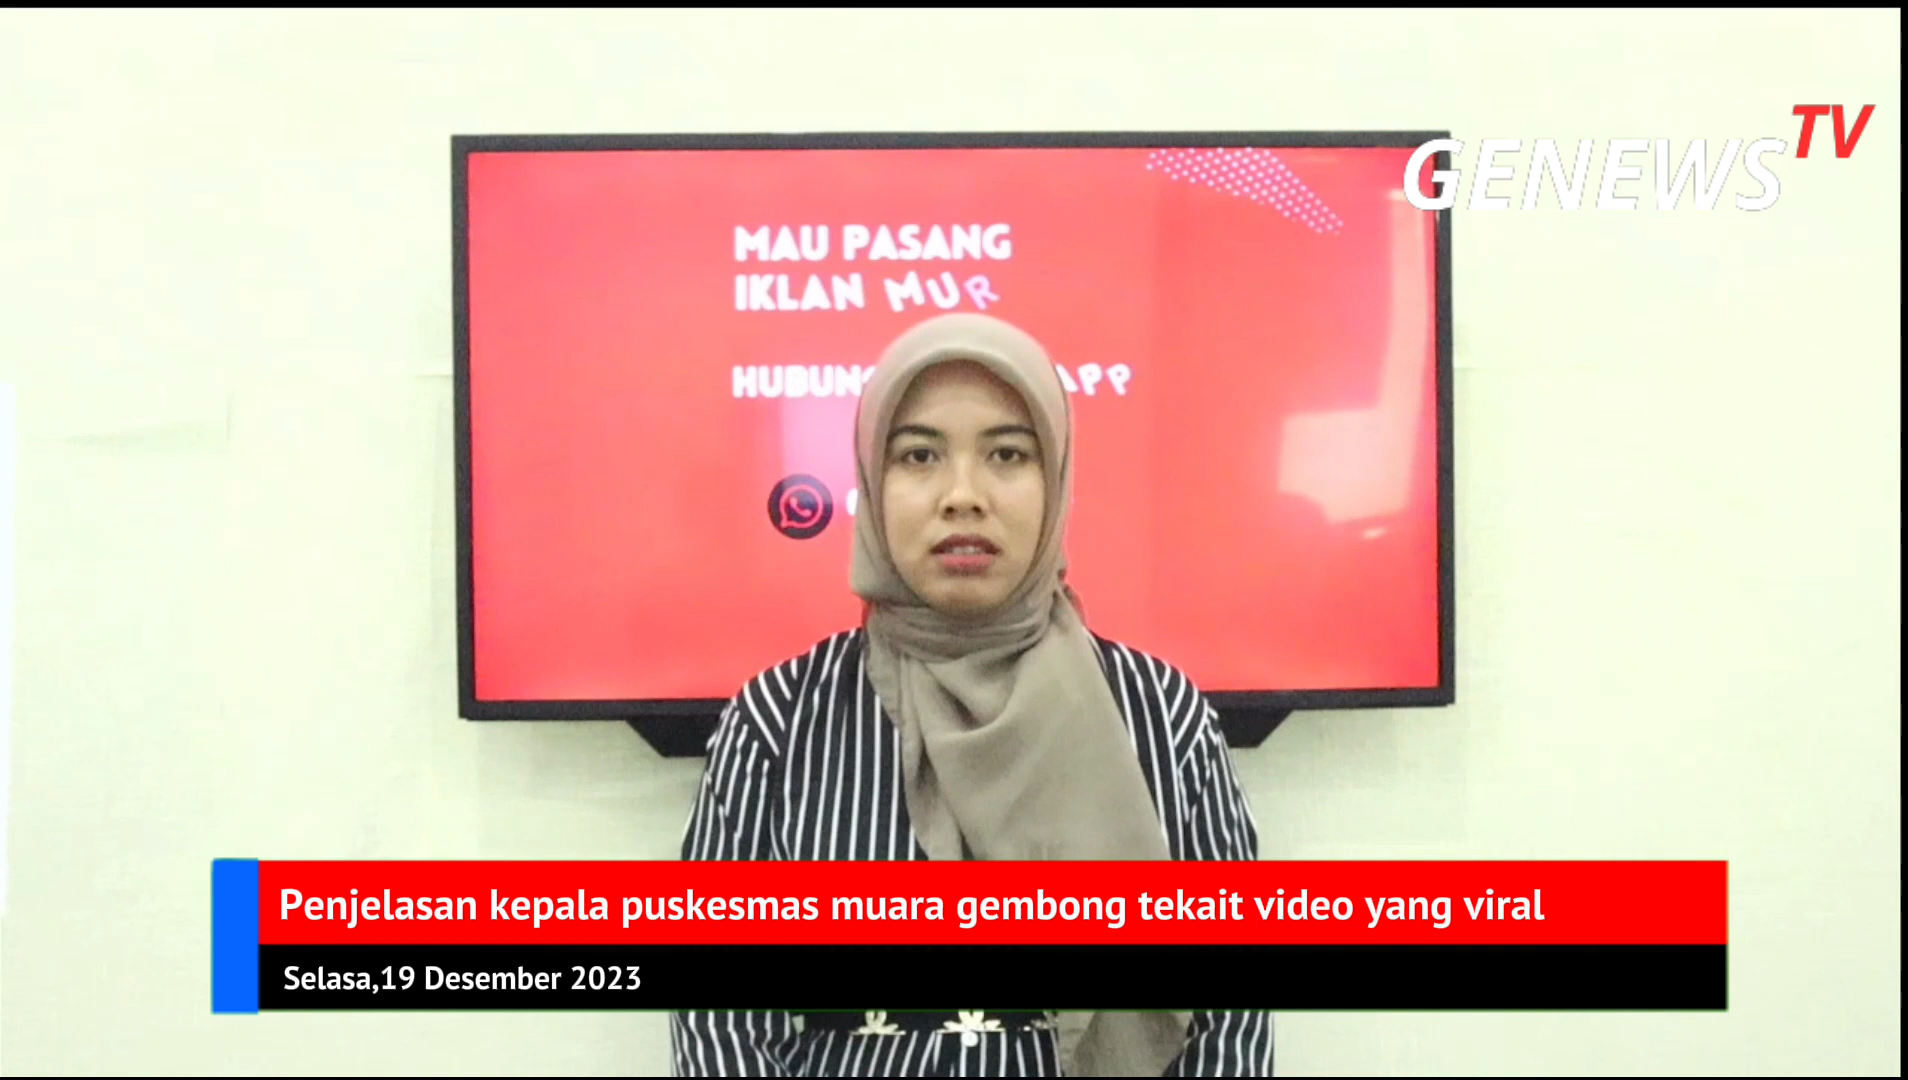 GENEWS TV
MAU PASANG
IKLAN MUR
Penjelasan kepala puskesmas muara gembong tekait video yang viral
Selasa,19 Desember 2023